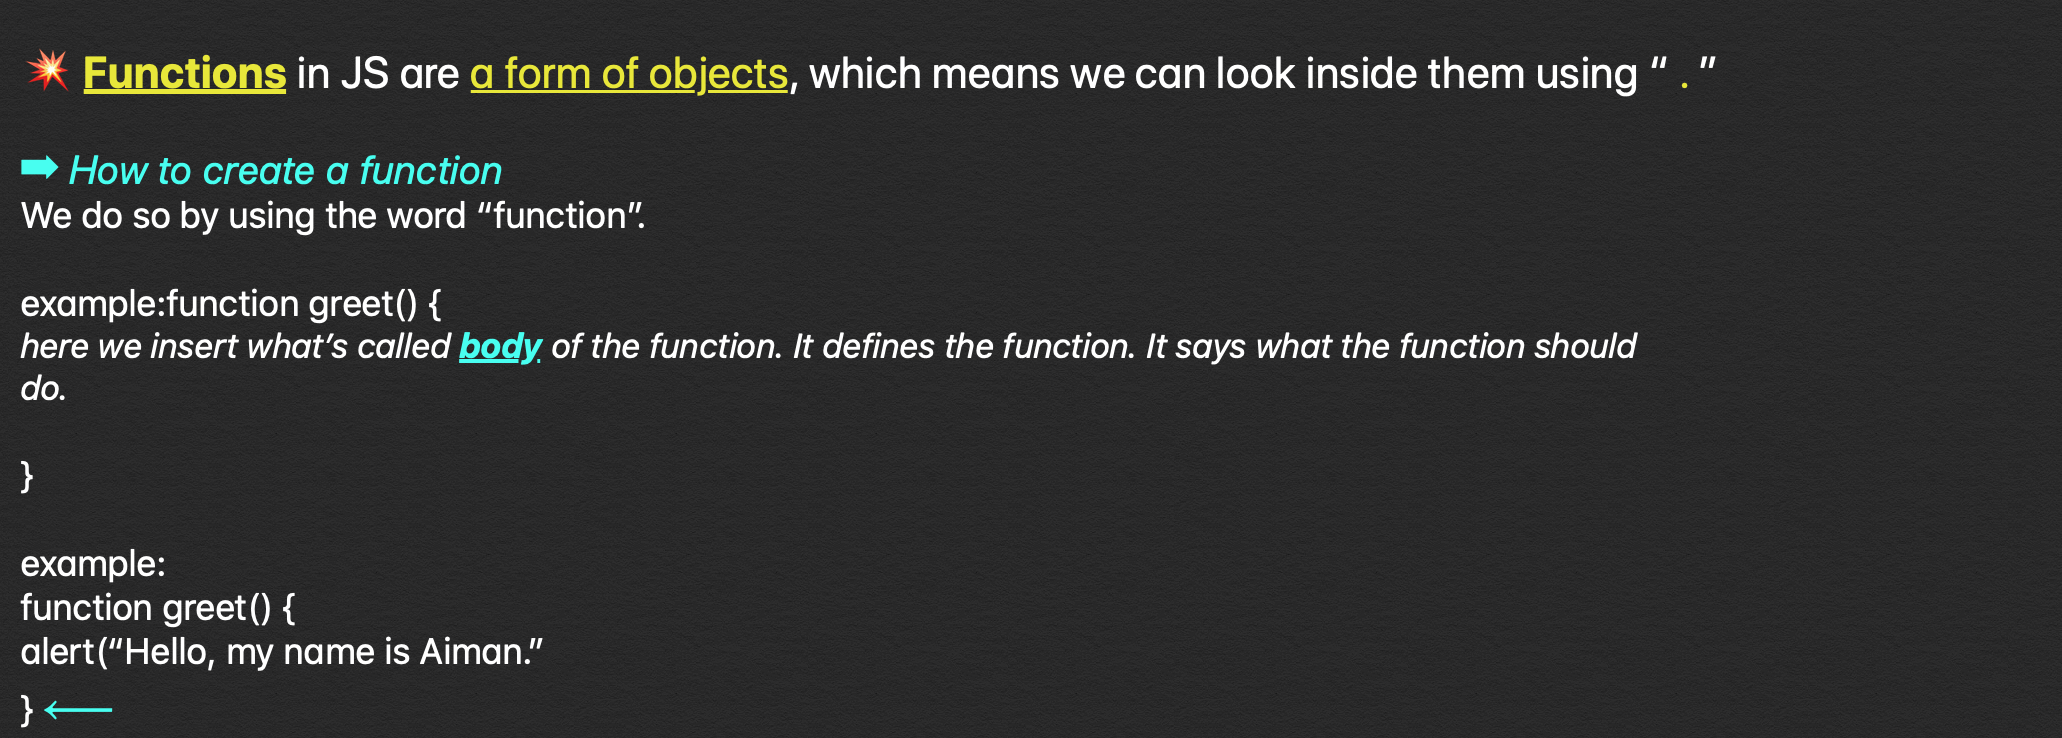 💥 Functions in JS are a form of objects, which means we can look inside them using “ . ”
➡ How to create a function
We do so by using the word “function”.
example:function greet() {
here we insert what’s called body of the function. It defines the function. It says what the function should
do.
}
example:
function greet() {
alert(“Hello, my name is Aiman.”
} ⟵